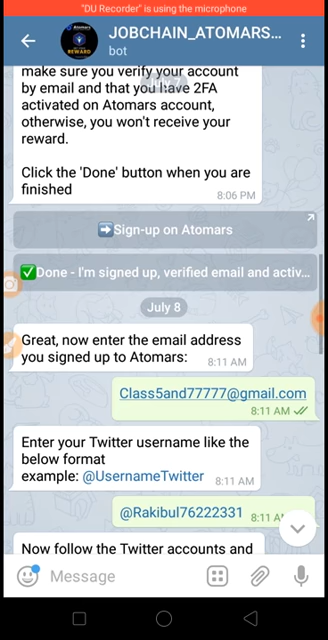 "DU Recorder" is using the microphone
Atomars
REWARD
JOBCHAIN_ATOMARS...
bot
make sure you verify your account
July 7
by email and that you have 2FA
activated on Atomars account,
otherwise, you won't receive your
reward.
Click the 'Done' button when you are
finished
8:06 PM
Sign-up on Atomars
Done - I'm signed up, verified email and activ...
July 8
Great, now enter the email address
you signed up to Atomars:
8:11 AM
Class5and77777@gmail.com
8:11 AM
Enter your Twitter username like the
below format
example: @UsernameTwitter
8:11 AM
@Rakibul76222331
8:11
Now follow the Twitter accounts and
Message